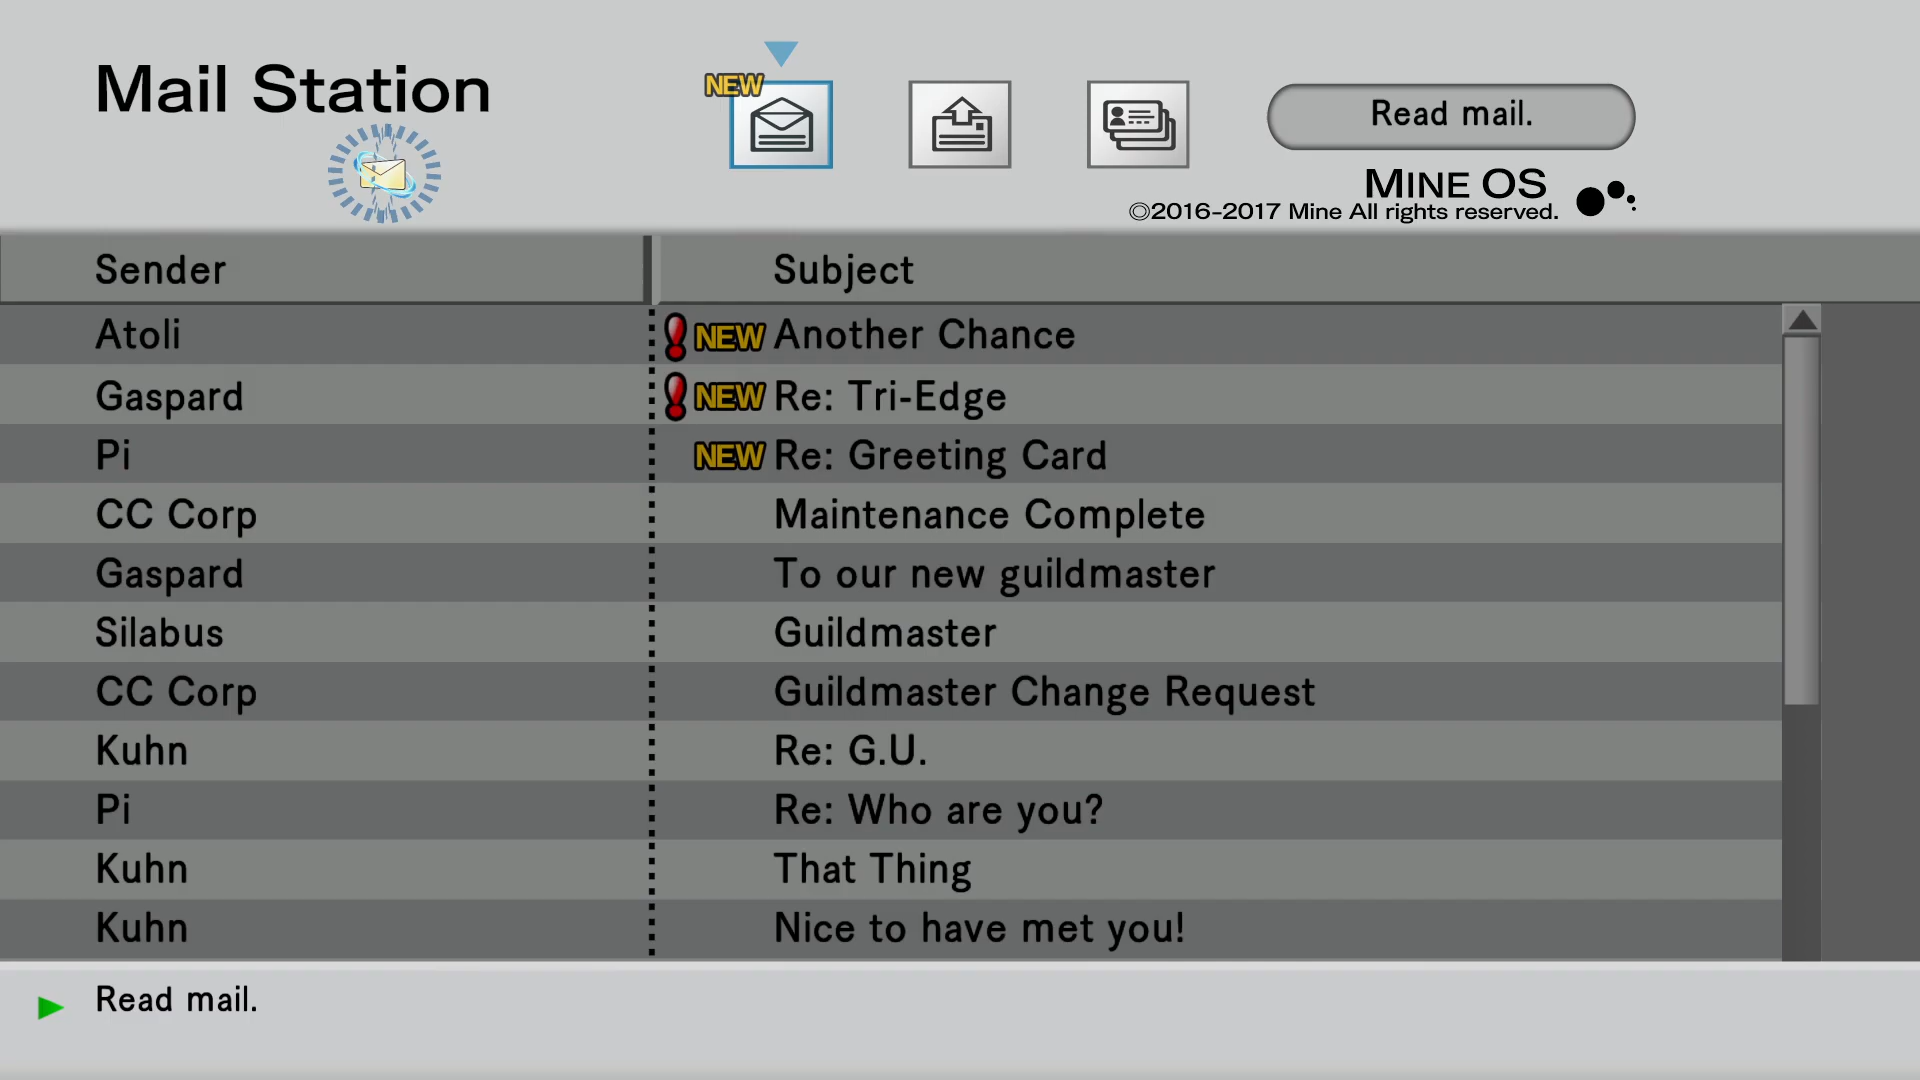 Mail Station
NEW
Read mail.
MINE OS
©2016-2017 Mine All rights reserved.
Sender Subject
Atoli NEW Another Chance
Gaspard NEW Re: Tri-Edge
Pi NEW Re: Greeting Card
CC Corp Maintenance Complete
Gaspard To our new guildmaster
Silabus Guildmaster
CC Corp Guildmaster Change Request
Kuhn Re: G.U.
Pi Re: Who are you?
Kuhn That Thing
Kuhn Nice to have met you!
Read mail.